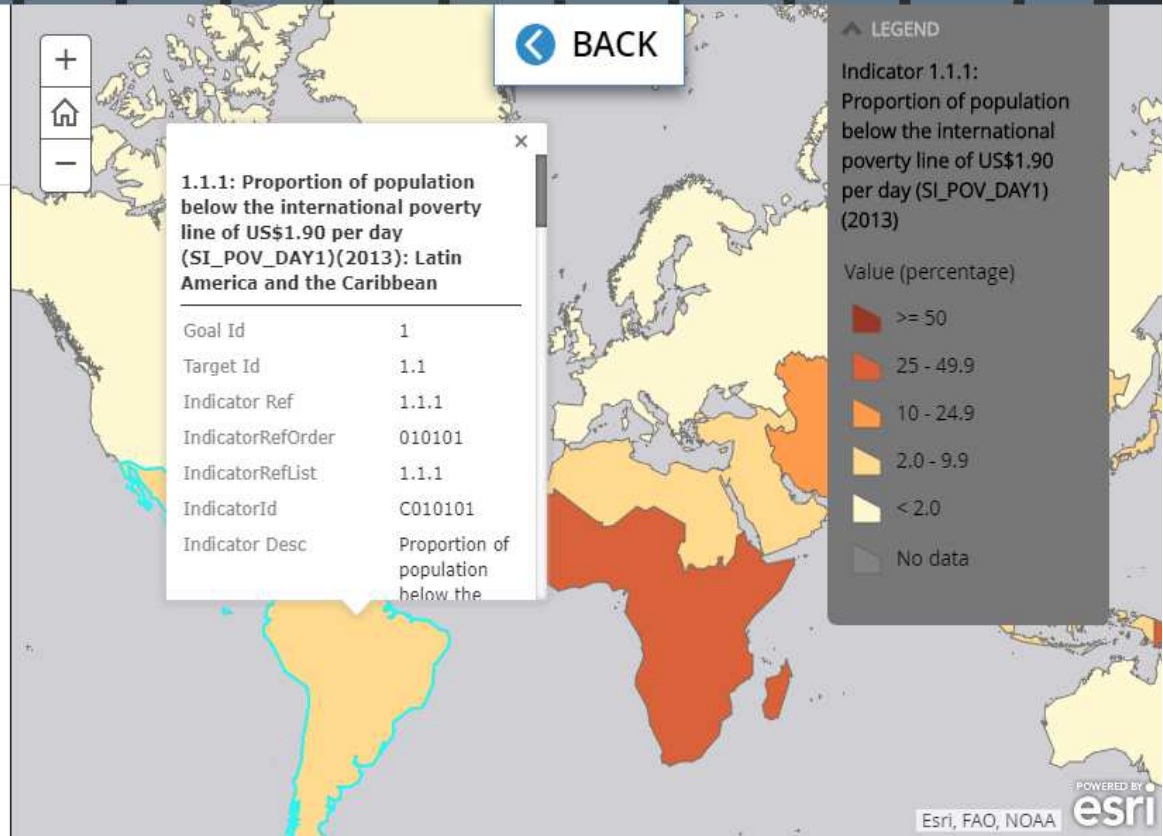 +
−
BACK
×
1.1.1: Proportion of population
below the international poverty
line of US$1.90 per day
(SI_POV_DAY1)(2013): Latin
America and the Caribbean
Goal Id 1
Target Id 1.1
Indicator Ref 1.1.1
IndicatorRefOrder 010101
IndicatorRefList 1.1.1
IndicatorId C010101
Indicator Desc Proportion of
population
below the
LEGEND
Indicator 1.1.1:
Proportion of population
below the international
poverty line of US$1.90
per day (SI_POV_DAY1)
(2013)
Value (percentage)
>= 50
25 - 49.9
10 - 24.9
2.0 - 9.9
< 2.0
No data
Esri, FAO, NOAA
POWERED BY
esri